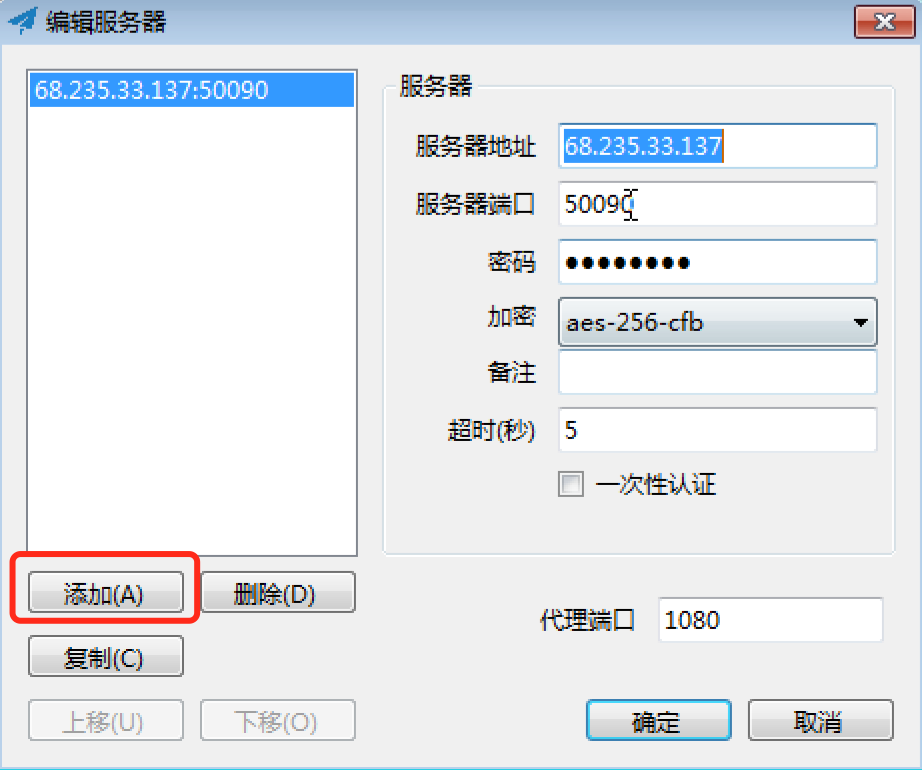 编辑服务器
68.235.33.137:50090
服务器
服务器地址 68.235.33.137
服务器端口 50090
密码 ●●●●●●●●
加密 aes-256-cfb
备注
超时(秒) 5
一次性认证
添加(A) 删除(D)
代理端口 1080
复制(C)
上移(U) 下移(O)
确定 取消